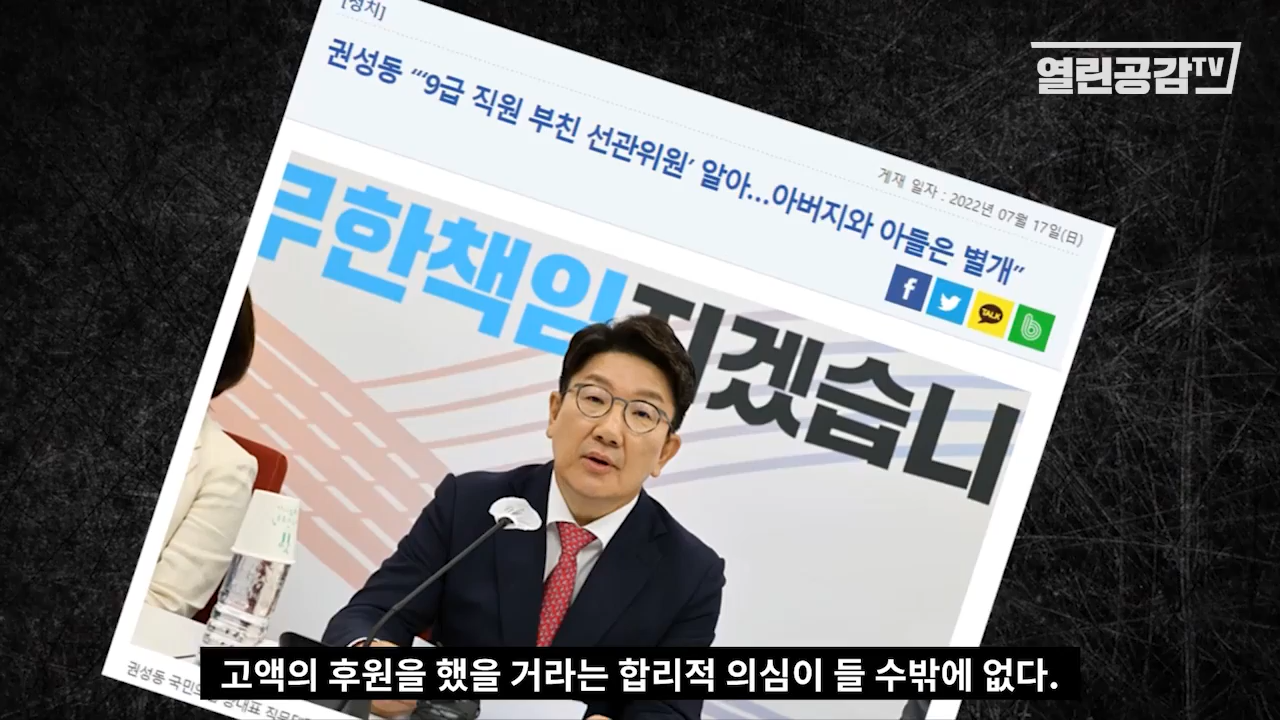 [정치]
열린공감TV
권성동 “‘9급 직원 부친 선관위원’ 알아…아버지와 아들은 별개”
게재 일자 : 2022년 07월 17일(日)
TALK
무한책임 지겠습니
고액의 후원을 했을 거라는 합리적 의심이 들 수밖에 없다.
권성동